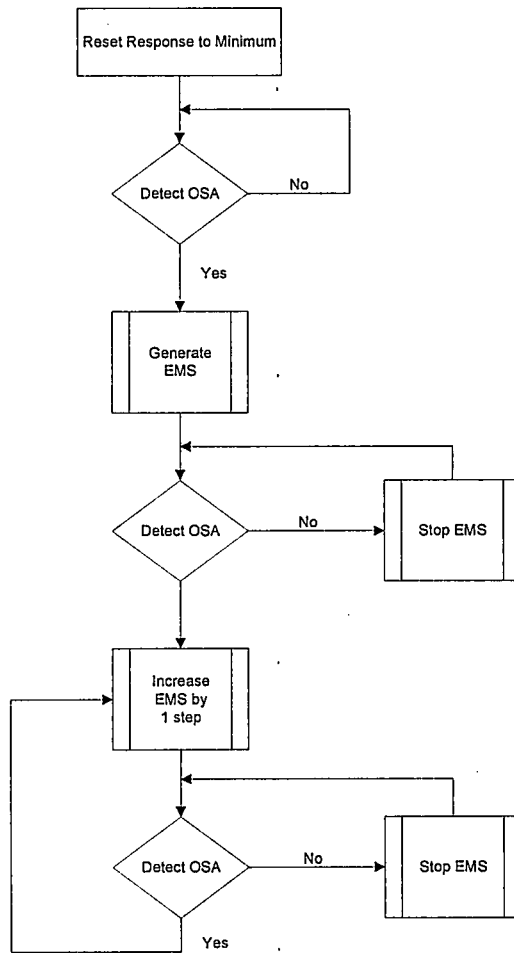 Reset Response to Minimum
Detect OSA
No
Yes
Generate
EMS
Detect OSA
No
Stop EMS
Increase
EMS by
1 step
Detect OSA
No
Stop EMS
Yes